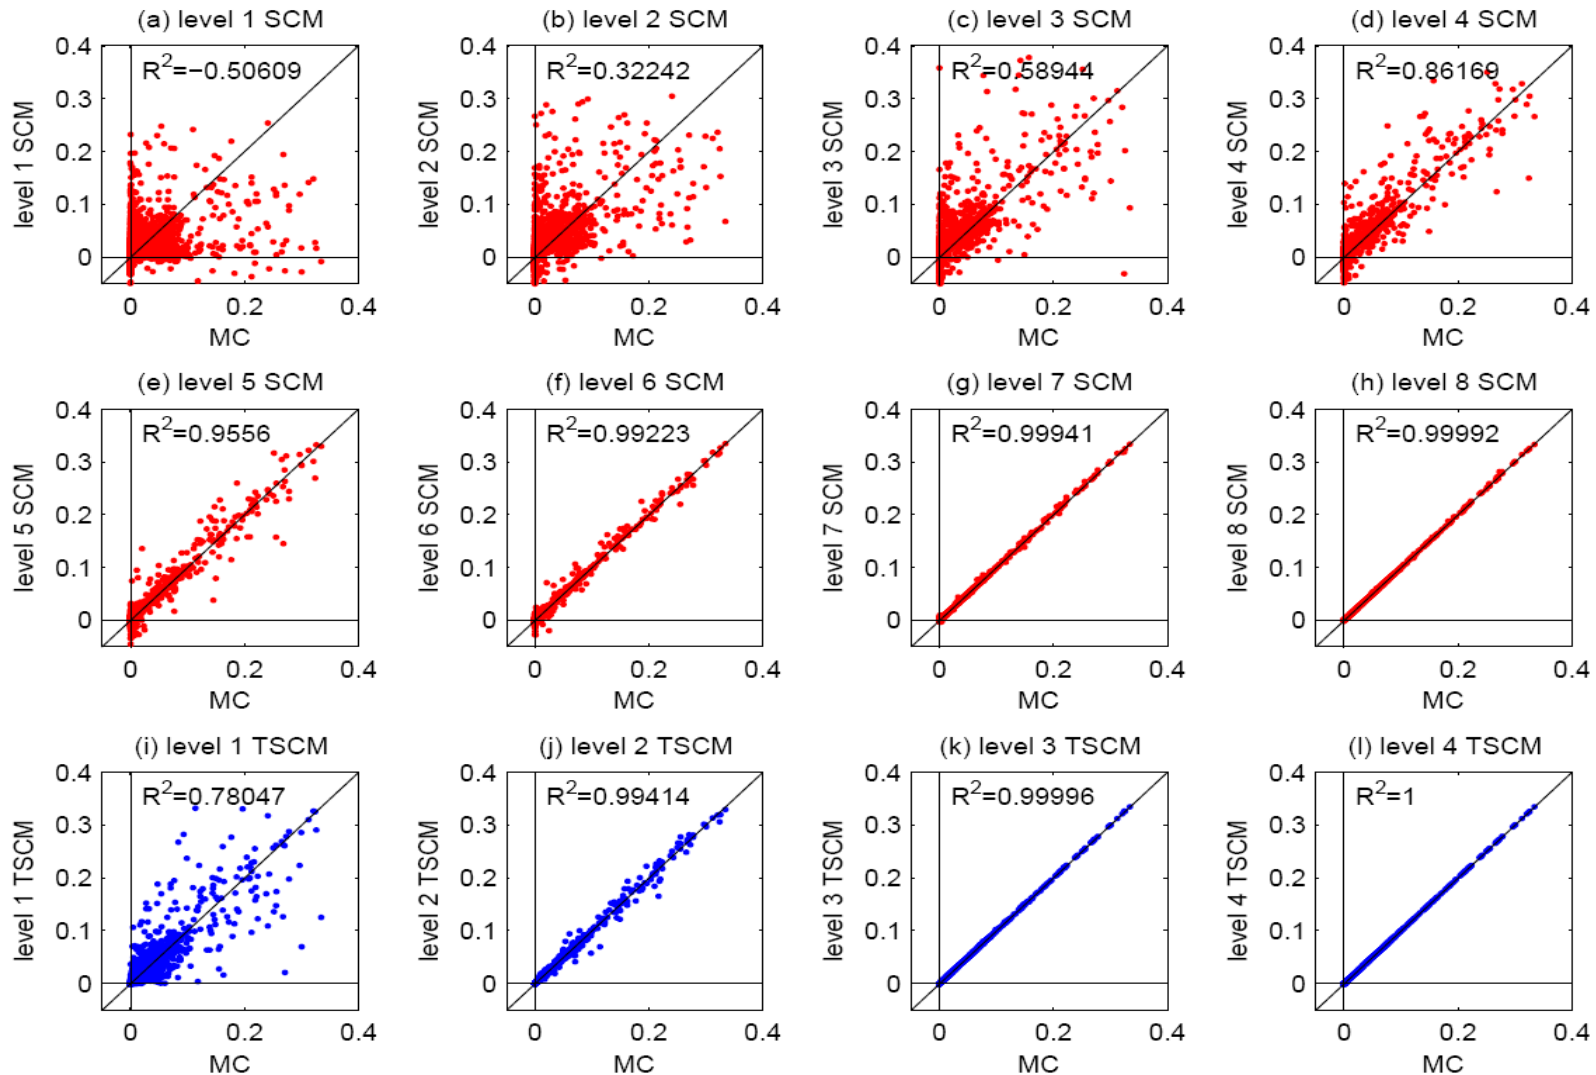 (a) level 1 SCM
R²=−0.50609
level 1 SCM
0.4
0.3
0.2
0.1
0
0 0.2 0.4
MC
(b) level 2 SCM
R²=0.32242
level 2 SCM
0.4
0.3
0.2
0.1
0
0 0.2 0.4
MC
(c) level 3 SCM
R²=0.58944
level 3 SCM
0.4
0.3
0.2
0.1
0
0 0.2 0.4
MC
(d) level 4 SCM
R²=0.86169
level 4 SCM
0.4
0.3
0.2
0.1
0
0 0.2 0.4
MC
(e) level 5 SCM
R²=0.9556
level 5 SCM
0.4
0.3
0.2
0.1
0
0 0.2 0.4
MC
(f) level 6 SCM
R²=0.99223
level 6 SCM
0.4
0.3
0.2
0.1
0
0 0.2 0.4
MC
(g) level 7 SCM
R²=0.99941
level 7 SCM
0.4
0.3
0.2
0.1
0
0 0.2 0.4
MC
(h) level 8 SCM
R²=0.99992
level 8 SCM
0.4
0.3
0.2
0.1
0
0 0.2 0.4
MC
(i) level 1 TSCM
R²=0.78047
level 1 TSCM
0.4
0.3
0.2
0.1
0
0 0.2 0.4
MC
(j) level 2 TSCM
R²=0.99414
level 2 TSCM
0.4
0.3
0.2
0.1
0
0 0.2 0.4
MC
(k) level 3 TSCM
R²=0.99996
level 3 TSCM
0.4
0.3
0.2
0.1
0
0 0.2 0.4
MC
(l) level 4 TSCM
R²=1
level 4 TSCM
0.4
0.3
0.2
0.1
0
0 0.2 0.4
MC